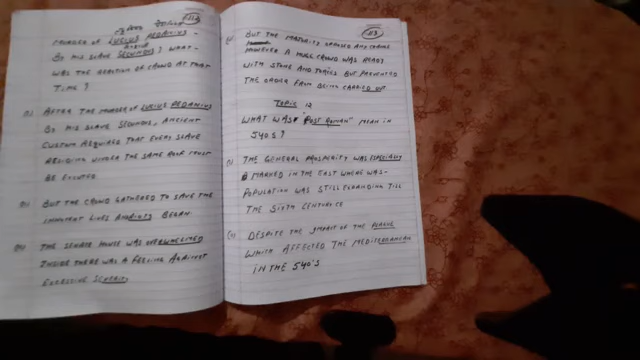 MURDER OF LUCIUS PEDANIUS -
BY HIS SLAVE SECUNDUS? WHAT -
WAS THE REACTION OF CROWD AT THAT
TIME?
AFTER THE MURDER OF LUCIUS PEDANIUS
BY HIS SLAVE SECUNDUS, ANCIENT
CUSTOM REQUIRED THAT EVERY SLAVE
RESIDING UNDER THE SAME ROOF MUST
BE
BUT THE CROWD GATHERED TO SAVE THE
INNOCENT LIVES AND RIOTS BEGAN.
THE SENATE HOUSE WAS
INSIDE THERE WAS A FEELING AGAINST
EXCESSIVE
113
BUT THE MAJORITY OPPOSED ANY CHANGE
HOWEVER A HUGE CROWD WAS READY
WITH STONE AND BUT PREVENTED
THE ORDER FROM BEING CARRIED OUT
TOPIC 12
WHAT WAS "POST ROMAN" MEAN IN
540S?
THE GENERAL PROSPERITY WAS ESPECIALLY
MARKED IN THE EAST WHERE WAS-
POPULATION WAS STILL TILL
THE SIXTH
DESPITE THE IMPACT OF THE PLAGUE
WHICH AFFECTED THE MEDITERRANEAN
IN THE 540'S